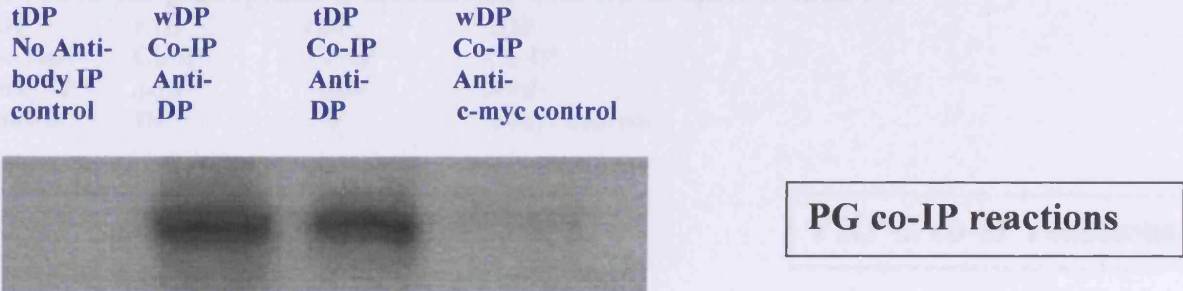 tDP
No Anti-
body IP
control
wDP
Co-IP
Anti-
DP
tDP
Co-IP
Anti-
DP
wDP
Co-IP
Anti-
c-myc control
PG co-IP reactions